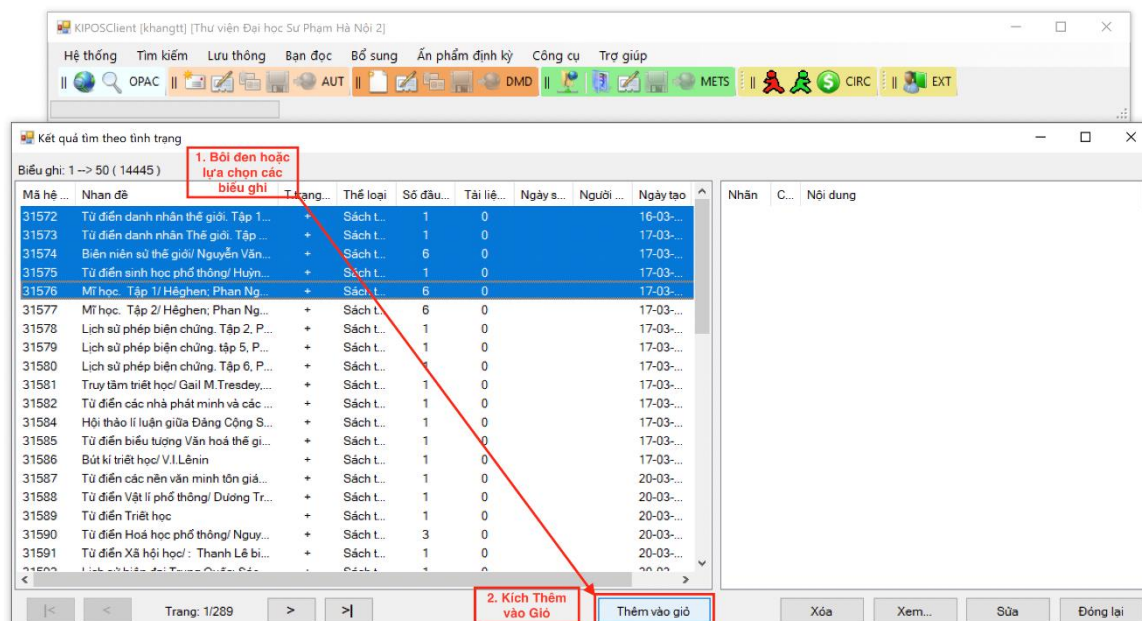 KIPOSClient [khangtt] [Thư viện Đại học Sư Phạm Hà Nội 2]
Hệ thống Tìm kiếm Lưu thông Bạn đọc Bổ sung Ấn phẩm định kỳ Công cụ Trợ giúp
OPAC AUT DMD METS CIRC EXT
Kết quả tìm theo tình trạng
Biểu ghi: 1 --> 50 ( 14445 )
1. Bôi đen hoặc
lựa chọn các
biểu ghi
Mã hệ ... Nhan đề T.trạng... Thể loại Số đầu... Tài liệ... Ngày s... Người ... Ngày tạo Nhãn C... Nội dung
31572 Từ điển danh nhân thế giới. Tập 1... + Sách t... 1 0 16-03-...
31573 Từ điển danh nhân Thế giới. Tập ... + Sách t... 1 0 17-03-...
31574 Biên niên sử thế giới/ Nguyễn Văn... + Sách t... 6 0 17-03-...
31575 Từ điển sinh học phổ thông/ Huỳn... + Sách t... 1 0 17-03-...
31576 Mĩ học. Tập 1/ Hêghen; Phan Ng... + Sách t... 6 0 17-03-...
31577 Mĩ học. Tập 2/ Hêghen; Phan Ng... + Sách t... 6 0 17-03-...
31578 Lịch sử phép biện chứng. Tập 2, P... + Sách t... 1 0 17-03-...
31579 Lịch sử phép biện chứng. tập 5, P... + Sách t... 1 0 17-03-...
31580 Lịch sử phép biện chứng. Tập 6, P... + Sách t... 1 0 17-03-...
31581 Truy tầm triết học/ Gail M.Tresdey,... + Sách t... 1 0 17-03-...
31582 Từ điển các nhà phát minh và các ... + Sách t... 1 0 17-03-...
31584 Hội thảo lí luận giữa Đảng Cộng S... + Sách t... 1 0 17-03-...
31585 Từ điển biểu tượng Văn hoá thế gi... + Sách t... 1 0 17-03-...
31586 Bút kí triết học/ V.I.Lênin + Sách t... 1 0 17-03-...
31587 Từ điển các nền văn minh tôn giá... + Sách t... 1 0 20-03-...
31588 Từ điển Vật lí phổ thông/ Dương Tr... + Sách t... 1 0 20-03-...
31589 Từ điển Triết học + Sách t... 1 0 20-03-...
31590 Từ điển Hoá học phổ thông/ Nguy... + Sách t... 3 0 20-03-...
31591 Từ điển Xã hội học/ : Thanh Lê bi... + Sách t... 1 0 20-03-...
2. Kích Thêm
vào Giỏ
|< < Trang: 1/289 > >| Thêm vào giỏ Xóa Xem... Sửa Đóng lại